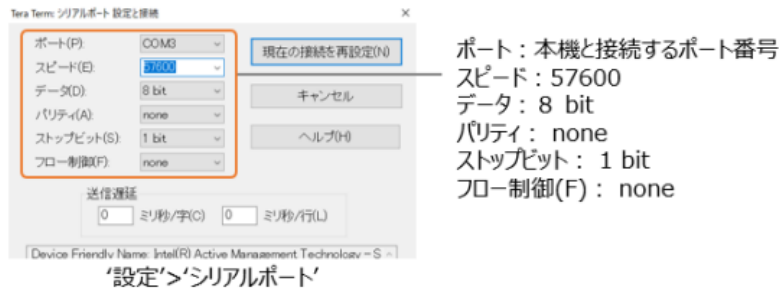 Tera Term: シリアルポート 設定と接続
×
ポート(P): COM3
現在の接続を再設定(N)
スピード(E): 57600
データ(D): 8 bit
キャンセル
パリティ(A): none
ストップビット(S): 1 bit
ヘルプ(H)
フロー制御(F): none
送信遅延
0 ミリ秒/字(C) 0 ミリ秒/行(L)
Device Friendly Name: Intel(R) Active Management Technology - S
'設定'>'シリアルポート'
ポート：本機と接続するポート番号
スピード：57600
データ：8 bit
パリティ： none
ストップビット： 1 bit
フロー制御(F)： none